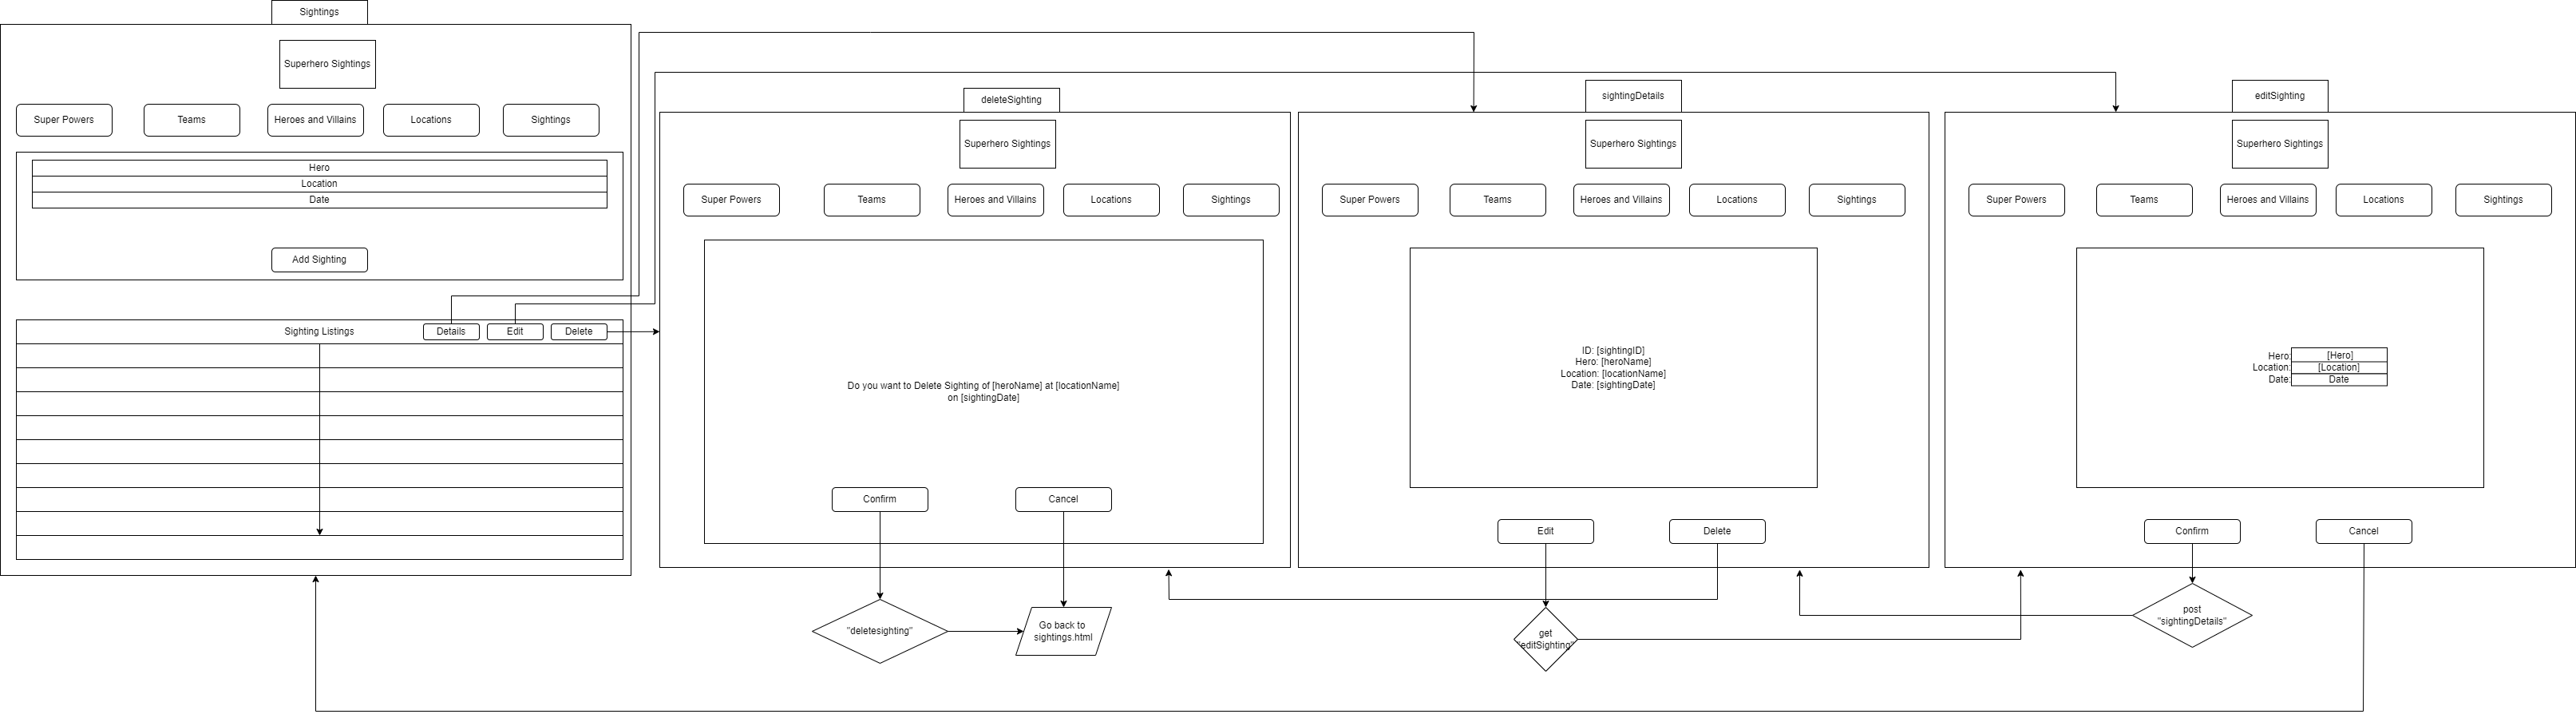 Sightings
Superhero Sightings
Super Powers
Teams
Heroes and Villains
Locations
Sightings
Hero
Location
Date
Add Sighting
Sighting Listings
Details
Edit
Delete
deleteSighting
Superhero Sightings
Super Powers
Teams
Heroes and Villains
Locations
Sightings
Do you want to Delete Sighting of [heroName] at [locationName]
on [sightingDate]
Confirm
Cancel
"deletesighting"
Go back to
sightings.html
sightingDetails
Superhero Sightings
Super Powers
Teams
Heroes and Villains
Locations
Sightings
ID: [sightingID]
Hero: [heroName]
Location: [locationName]
Date: [sightingDate]
Edit
Delete
get
"editSighting"
editSighting
Superhero Sightings
Super Powers
Teams
Heroes and Villains
Locations
Sightings
Hero: [Hero]
Location: [Location]
Date: Date
Confirm
Cancel
post
"sightingDetails"